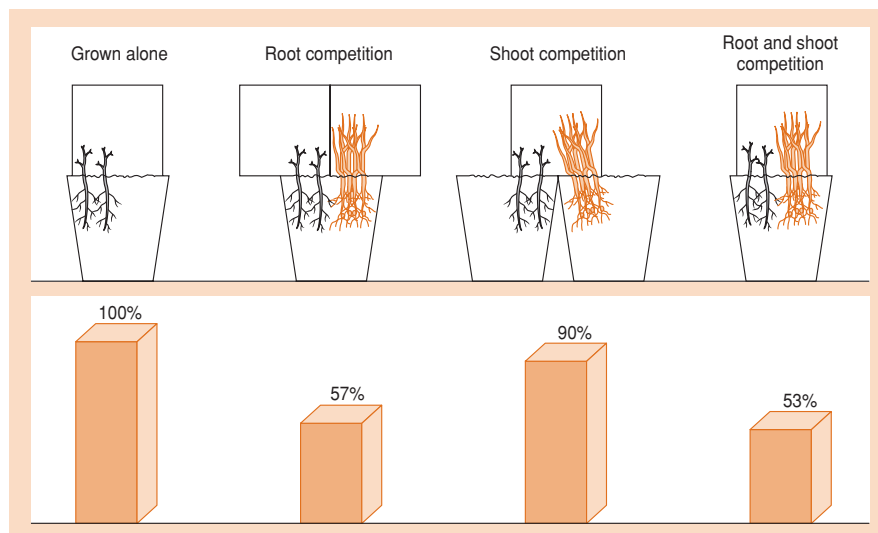 Grown alone
Root competition
Shoot competition
Root and shoot
competition
100%
57%
90%
53%